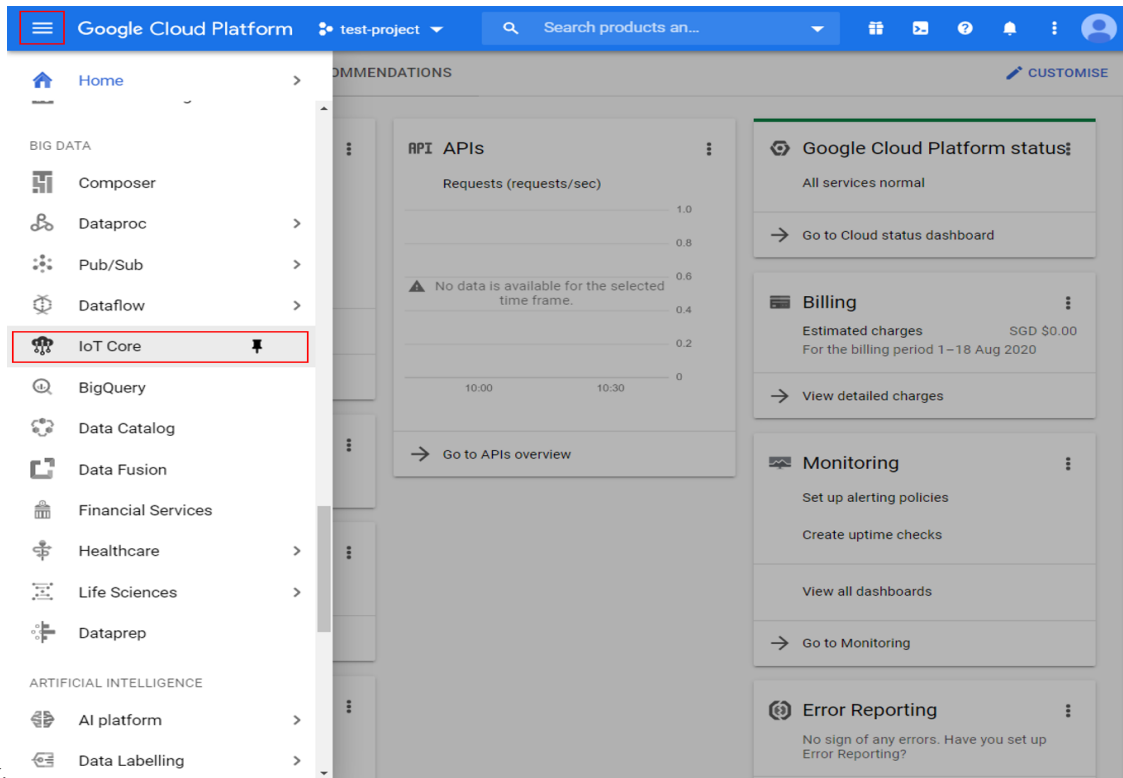 Google Cloud Platform
test-project
Search products an...
Home
OMMENDATIONS
CUSTOMISE
BIG DATA
Composer
Dataproc
Pub/Sub
Dataflow
IoT Core
BigQuery
Data Catalog
Data Fusion
Financial Services
Healthcare
Life Sciences
Dataprep
ARTIFICIAL INTELLIGENCE
AI platform
Data Labelling
API APIs
Requests (requests/sec)
1.0
0.8
0.6
No data is available for the selected
time frame.
0.4
0.2
0
10:00 10:30
Go to APIs overview
Google Cloud Platform status
All services normal
Go to Cloud status dashboard
Billing
Estimated charges SGD $0.00
For the billing period 1–18 Aug 2020
View detailed charges
Monitoring
Set up alerting policies
Create uptime checks
View all dashboards
Go to Monitoring
Error Reporting
No sign of any errors. Have you set up
Error Reporting?